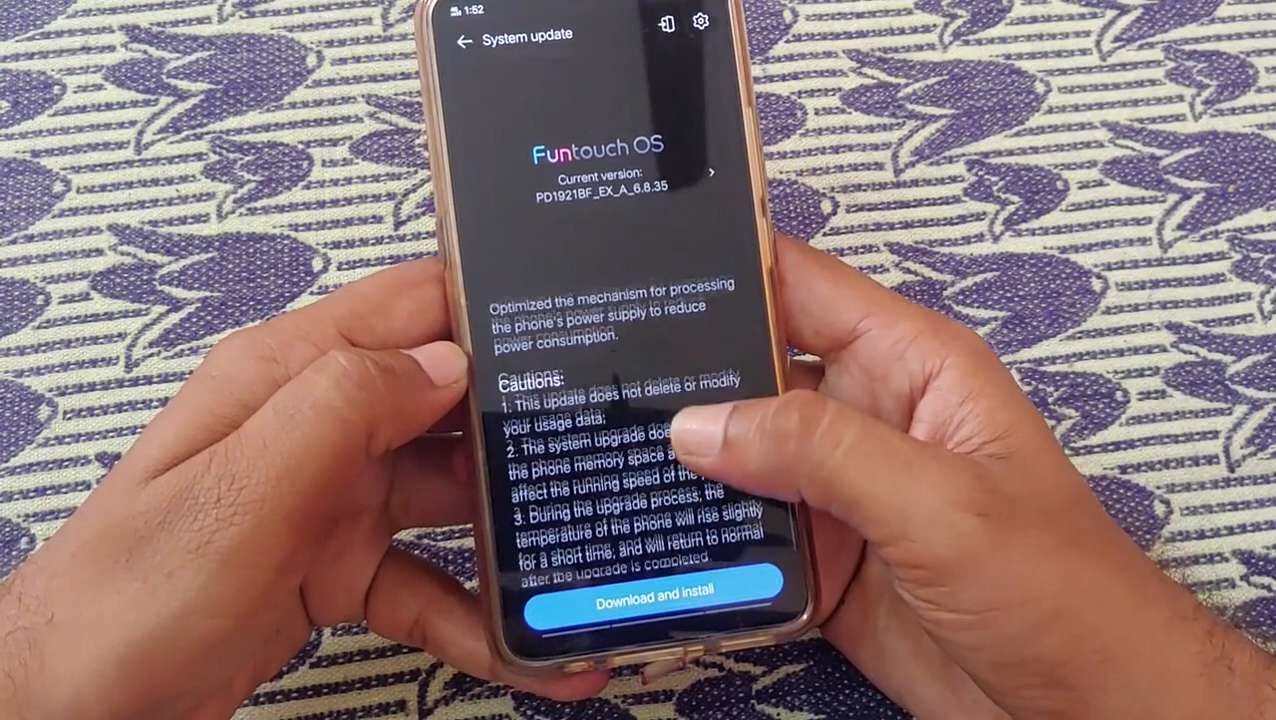 1:52
System update
Funtouch OS
Current version:
PD1921BF_EX_A_6.8.35
Optimized the mechanism for processing
the phone's power supply to reduce
power consumption.
Cautions:
1. This update does not delete or modify
your usage data;
2. The system upgrade
the phone memory space
affect the running speed of the
3. During the upgrade process, the
temperature of the phone will rise slightly
for a short time, and will return to normal
after the upgrade is completed.
Download and install